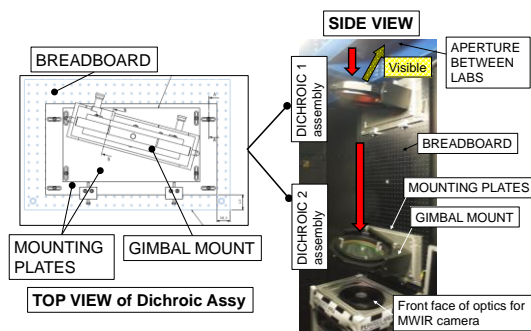 BREADBOARD
MOUNTING
PLATES
GIMBAL MOUNT
TOP VIEW of Dichroic Assy
SIDE VIEW
Visible
APERTURE
BETWEEN
LABS
DICHROIC 1
assembly
BREADBOARD
DICHROIC 2
assembly
MOUNTING PLATES
GIMBAL MOUNT
Front face of optics for
MWIR camera